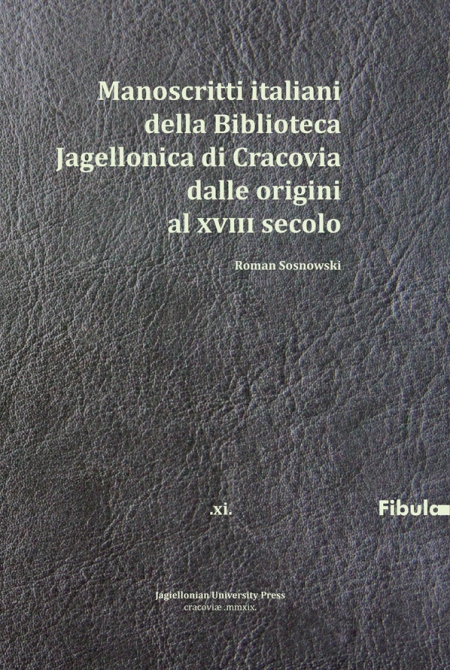 Manoscritti italiani
della Biblioteca
Jagellonica di Cracovia
dalle origini
al XVIII secolo
Roman Sosnowski
.xi.
Fibula
Jagiellonian University Press
cracoviæ .mmxix.